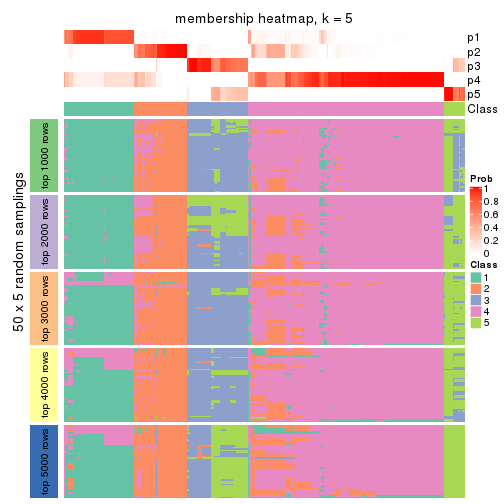 membership heatmap, k = 5
p1
p2
p3
p4
p5
Class
50 x 5 random samplings
top 1000 rows
top 2000 rows
top 3000 rows
top 4000 rows
top 5000 rows
Prob
1
0.8
0.6
0.4
0.2
0
Class
1
2
3
4
5